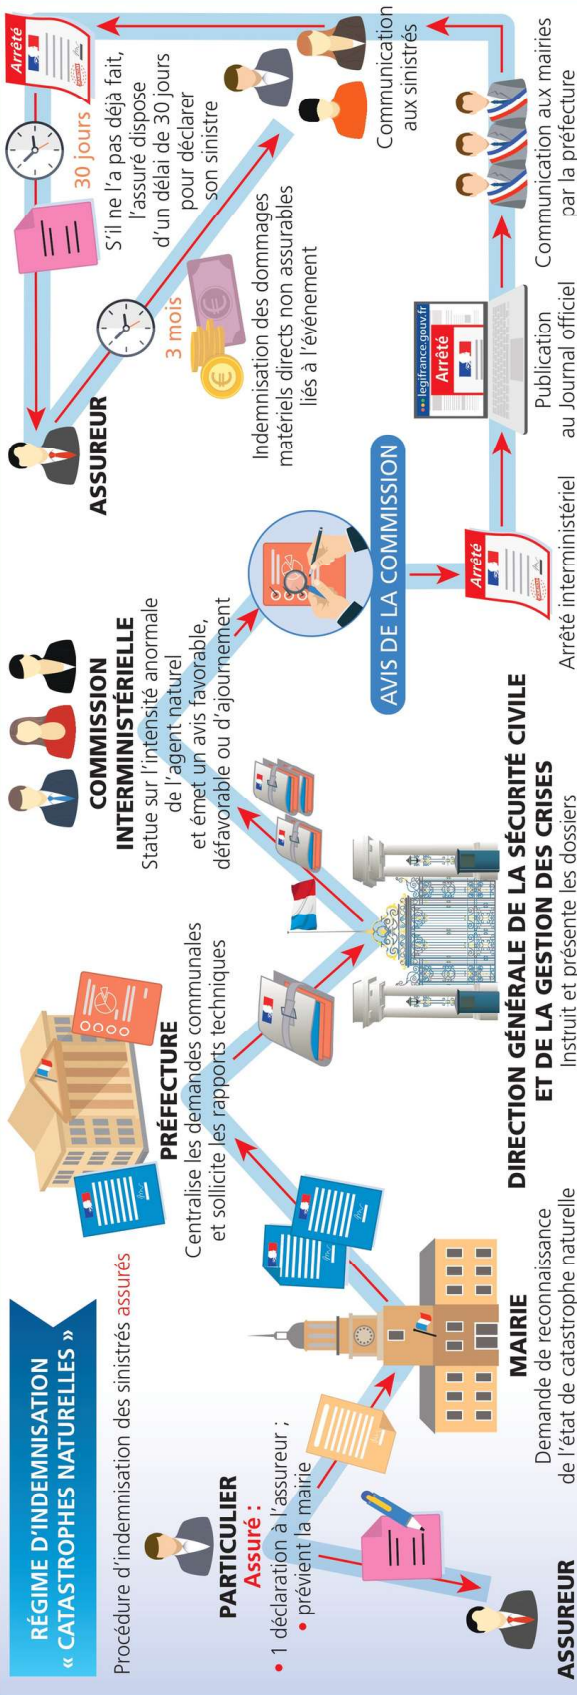 RÉGIME D'INDEMNISATION
« CATASTROPHES NATURELLES »
Procédure d'indemnisation des sinistrés assurés
PARTICULIER
Assuré :
• 1 déclaration à l'assureur ;
• prévient la mairie
ASSUREUR
MAIRIE
Demande de reconnaissance
de l'état de catastrophe naturelle
PRÉFECTURE
Centralise les demandes communales
et sollicite les rapports techniques
DIRECTION GÉNÉRALE DE LA SÉCURITÉ CIVILE
ET DE LA GESTION DES CRISES
Instruit et présente les dossiers
COMMISSION
INTERMINISTÉRIELLE
Statue sur l'intensité anormale
de l'agent naturel
et émet un avis favorable,
défavorable ou d'ajournement
AVIS DE LA COMMISSION
Arrêté
Arrêté interministériel
legifrance.gouv.fr
Arrêté
Publication
au Journal officiel
Communication aux mairies
par la préfecture
Communication
aux sinistrés
Arrêté
30 jours
S'il ne l'a pas déjà fait,
l'assuré dispose
d'un délai de 30 jours
pour déclarer
son sinistre
ASSUREUR
3 mois
Indemnisation des dommages
matériels directs non assurables
liés à l'événement